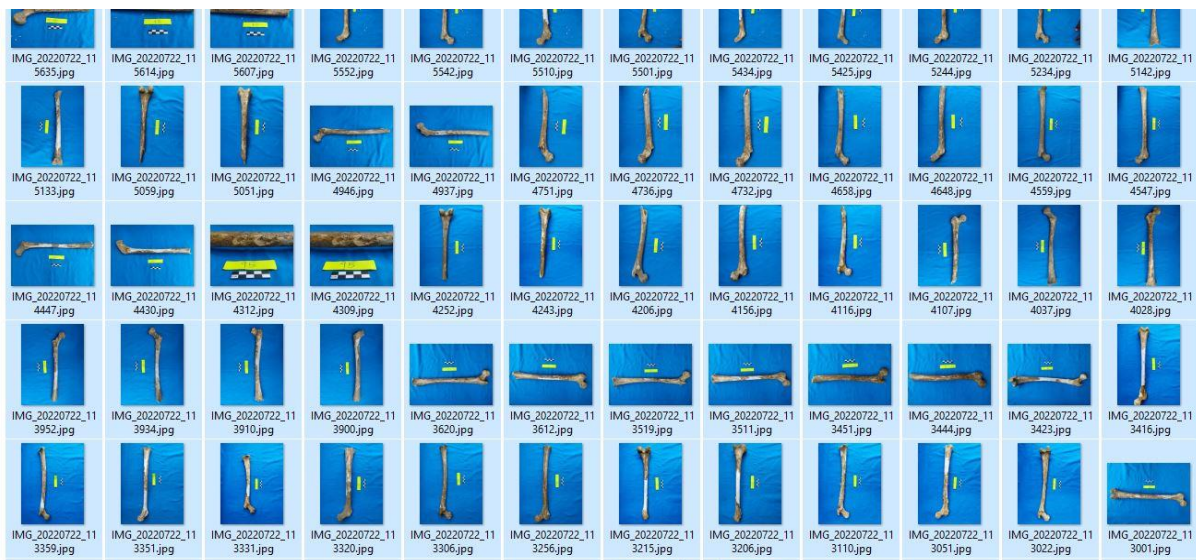 IMG_20220722_11 IMG_20220722_11 IMG_20220722_11 IMG_20220722_11 IMG_20220722_11 IMG_20220722_11 IMG_20220722_11 IMG_20220722_11 IMG_20220722_11 IMG_20220722_11 IMG_20220722_11 IMG_20220722_11
5635.jpg 5614.jpg 5607.jpg 5552.jpg 5542.jpg 5510.jpg 5501.jpg 5434.jpg 5425.jpg 5244.jpg 5234.jpg 5142.jpg
IMG_20220722_11 IMG_20220722_11 IMG_20220722_11 IMG_20220722_11 IMG_20220722_11 IMG_20220722_11 IMG_20220722_11 IMG_20220722_11 IMG_20220722_11 IMG_20220722_11 IMG_20220722_11 IMG_20220722_11
5133.jpg 5059.jpg 5051.jpg 4946.jpg 4937.jpg 4751.jpg 4736.jpg 4732.jpg 4658.jpg 4648.jpg 4559.jpg 4547.jpg
IMG_20220722_11 IMG_20220722_11 IMG_20220722_11 IMG_20220722_11 IMG_20220722_11 IMG_20220722_11 IMG_20220722_11 IMG_20220722_11 IMG_20220722_11 IMG_20220722_11 IMG_20220722_11 IMG_20220722_11
4447.jpg 4430.jpg 4312.jpg 4309.jpg 4252.jpg 4243.jpg 4206.jpg 4156.jpg 4116.jpg 4107.jpg 4037.jpg 4028.jpg
IMG_20220722_11 IMG_20220722_11 IMG_20220722_11 IMG_20220722_11 IMG_20220722_11 IMG_20220722_11 IMG_20220722_11 IMG_20220722_11 IMG_20220722_11 IMG_20220722_11 IMG_20220722_11 IMG_20220722_11
3952.jpg 3934.jpg 3910.jpg 3900.jpg 3620.jpg 3612.jpg 3519.jpg 3511.jpg 3451.jpg 3444.jpg 3423.jpg 3416.jpg
IMG_20220722_11 IMG_20220722_11 IMG_20220722_11 IMG_20220722_11 IMG_20220722_11 IMG_20220722_11 IMG_20220722_11 IMG_20220722_11 IMG_20220722_11 IMG_20220722_11 IMG_20220722_11 IMG_20220722_11
3359.jpg 3351.jpg 3331.jpg 3320.jpg 3306.jpg 3256.jpg 3215.jpg 3206.jpg 3110.jpg 3051.jpg 3022.jpg 3001.jpg